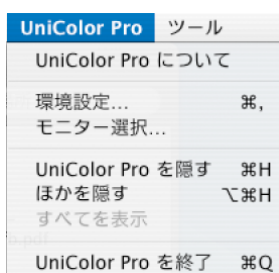 UniColor Pro ツール
UniColor Pro について
環境設定... ⌘,
モニター選択...
UniColor Pro を隠す ⌘H
ほかを隠す ⌥⌘H
すべてを表示
UniColor Pro を終了 ⌘Q